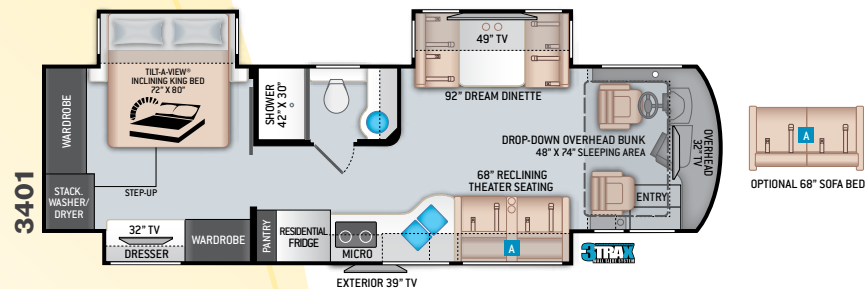 3401
WARDROBE
STACK.
WASHER/
DRYER
TILT-A-VIEW®
INCLINING KING BED
72" X 80"
STEP-UP
32" TV
DRESSER
WARDROBE
SHOWER
42" X 30"
PANTRY
RESIDENTIAL
FRIDGE
MICRO
EXTERIOR 39" TV
49" TV
92" DREAM DINETTE
DROP-DOWN OVERHEAD BUNK
48" X 74" SLEEPING AREA
68" RECLINING
THEATER SEATING
A
ENTRY
OVERHEAD
32" TV
3TRAX
A
OPTIONAL 68" SOFA BED